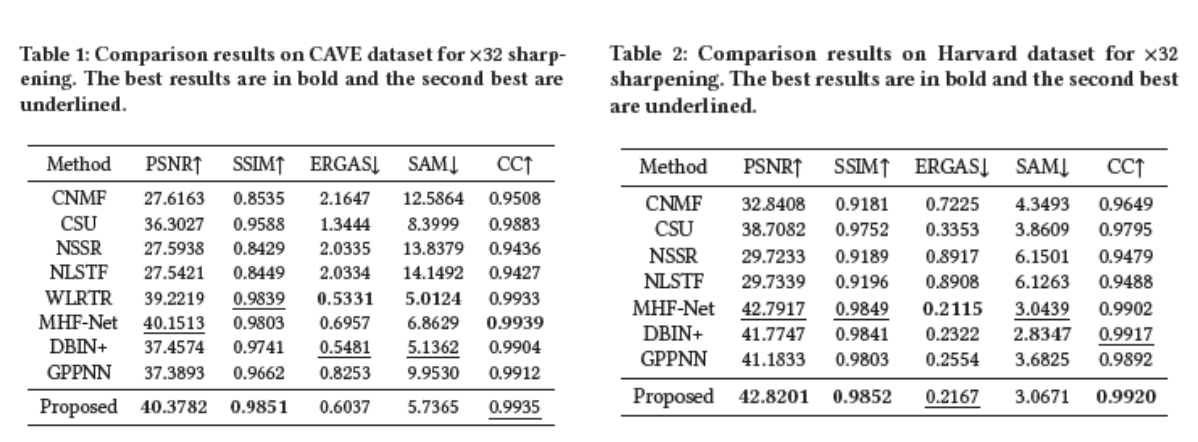 Table 1: Comparison results on CAVE dataset for ×32 sharp-
ening. The best results are in bold and the second best are
underlined.
Method PSNR↑ SSIM↑ ERGAS↓ SAM↓ CC↑
CNMF 27.6163 0.8535 2.1647 12.5864 0.9508
CSU 36.3027 0.9588 1.3444 8.3999 0.9883
NSSR 27.5938 0.8429 2.0335 13.8379 0.9436
NLSTF 27.5421 0.8449 2.0334 14.1492 0.9427
WLRTR 39.2219 0.9839 0.5331 5.0124 0.9933
MHF-Net 40.1513 0.9803 0.6957 6.8629 0.9939
DBIN+ 37.4574 0.9741 0.5481 5.1362 0.9904
GPPNN 37.3893 0.9662 0.8253 9.9530 0.9912
Proposed 40.3782 0.9851 0.6037 5.7365 0.9935
Table 2: Comparison results on Harvard dataset for ×32
sharpening. The best results are in bold and the second best
are underlined.
Method PSNR↑ SSIM↑ ERGAS↓ SAM↓ CC↑
CNMF 32.8408 0.9181 0.7225 4.3493 0.9649
CSU 38.7082 0.9752 0.3353 3.8609 0.9795
NSSR 29.7233 0.9189 0.8917 6.1501 0.9479
NLSTF 29.7339 0.9196 0.8908 6.1263 0.9488
MHF-Net 42.7917 0.9849 0.2115 3.0439 0.9902
DBIN+ 41.7747 0.9841 0.2322 2.8347 0.9917
GPPNN 41.1833 0.9803 0.2554 3.6825 0.9892
Proposed 42.8201 0.9852 0.2167 3.0671 0.9920